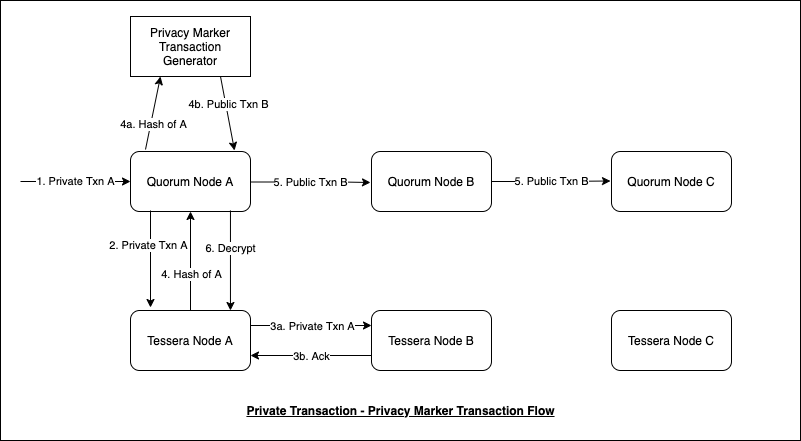 Privacy Marker
Transaction
Generator
4b. Public Txn B
4a. Hash of A
1. Private Txn A
Quorum Node A
5. Public Txn B
Quorum Node B
5. Public Txn B
Quorum Node C
2. Private Txn A
6. Decrypt
4. Hash of A
3a. Private Txn A
Tessera Node A
Tessera Node B
Tessera Node C
3b. Ack
Private Transaction - Privacy Marker Transaction Flow